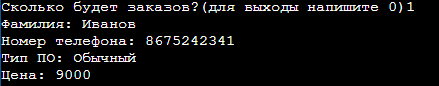 Сколько будет заказов?(для выходы напишите 0)1
Фамилия: Иванов
Номер телефона: 8675242341
Тип ПО: Обычный
Цена: 9000